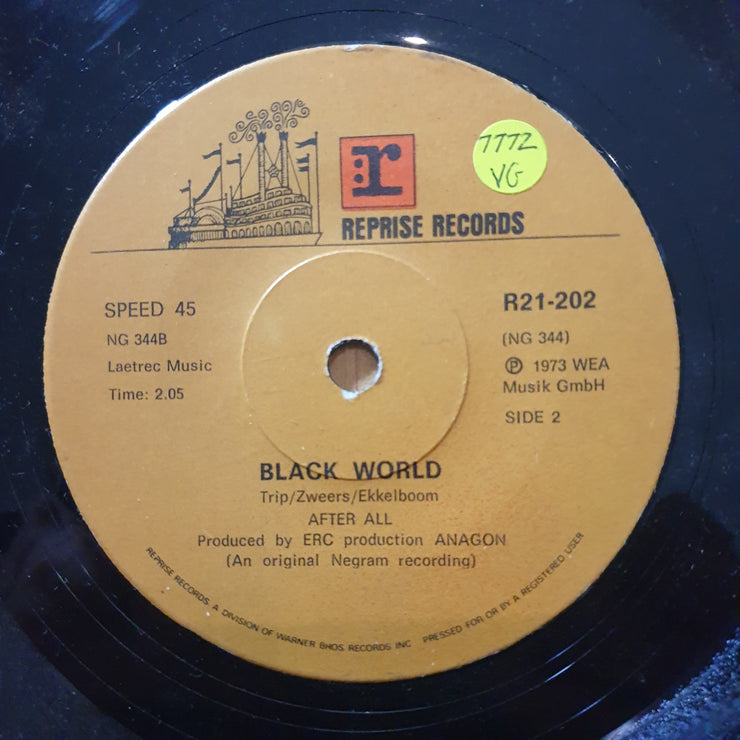 7772
VG
r
REPRISE RECORDS
SPEED 45
R21-202
NG 344B
(NG 344)
Laetrec Music
℗ 1973 WEA
Musik GmbH
Time: 2.05
SIDE 2
BLACK WORLD
Trip/Zweers/Ekkelboom
AFTER ALL
Produced by ERC production ANAGON
(An original Negram recording)
REPRISE RECORDS, A DIVISION OF WARNER BROS. RECORDS INC PRESSED FOR OR BY A REGISTERED USER